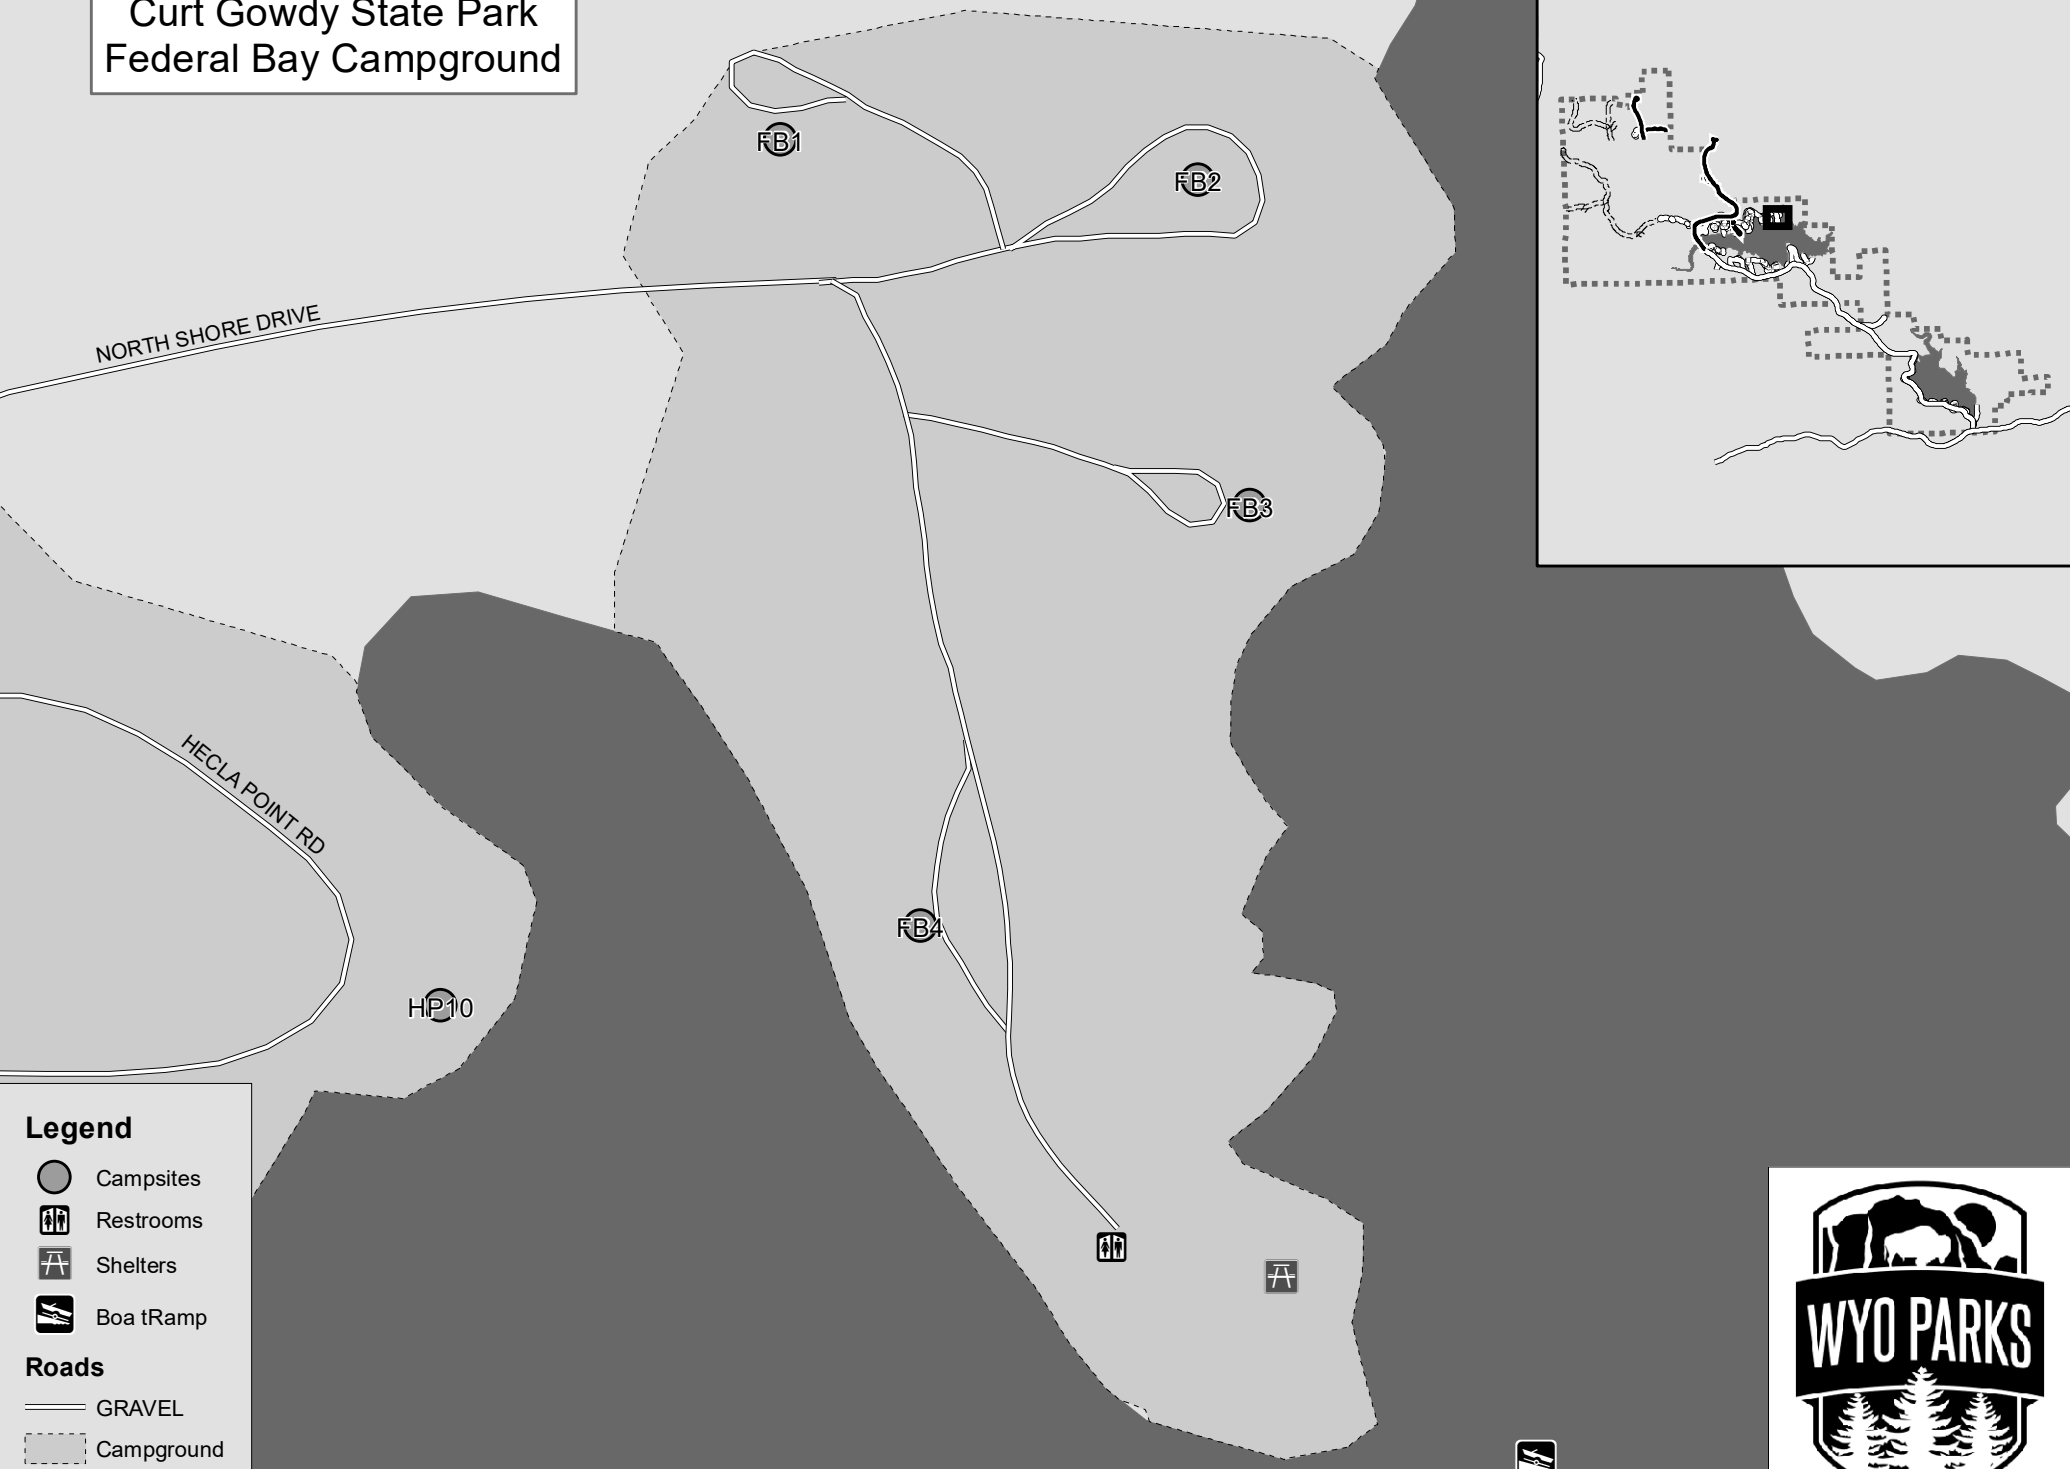 Curt Gowdy State Park
Federal Bay Campground
FB1
FB2
NORTH SHORE DRIVE
FB3
HECLA POINT RD
FB4
HP10
Legend
Campsites
Restrooms
Shelters
Boa tRamp
Roads
GRAVEL
Campground
WYO PARKS